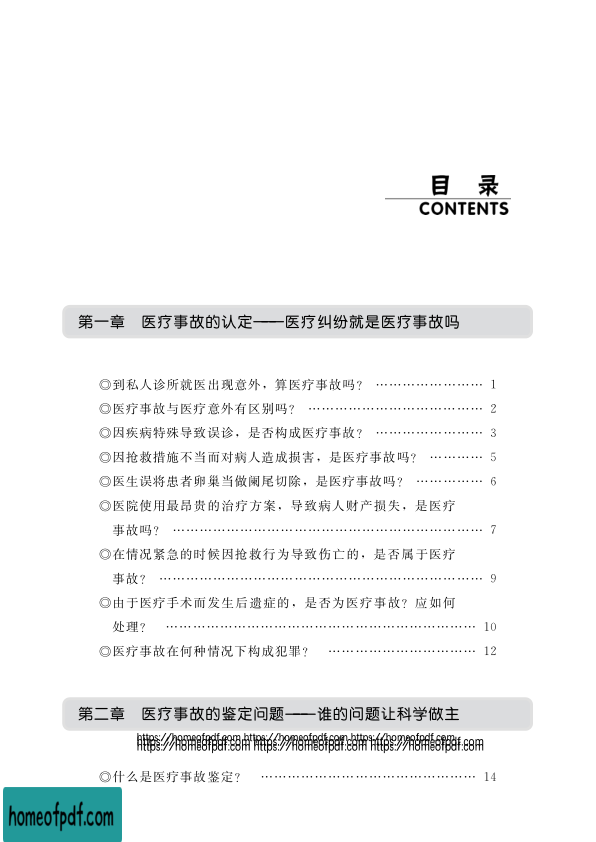 目 录
CONTENTS
第一章 医疗事故的认定——医疗纠纷就是医疗事故吗
◎到私人诊所就医出现意外，算医疗事故吗？ …………………… 1
◎医疗事故与医疗意外有区别吗？ ………………………………… 2
◎因疾病特殊导致误诊，是否构成医疗事故？ …………………… 3
◎因抢救措施不当而对病人造成损害，是医疗事故吗？ ………… 5
◎医生误将患者卵巢当做阑尾切除，是医疗事故吗？ …………… 6
◎医院使用最昂贵的治疗方案，导致病人财产损失，是医疗
事故吗？ …………………………………………………………… 7
◎在情况紧急的时候因抢救行为导致伤亡的，是否属于医疗
事故？ ……………………………………………………………… 9
◎由于医疗手术而发生后遗症的，是否为医疗事故？应如何
处理？ …………………………………………………………… 10
◎医疗事故在何种情况下构成犯罪？ …………………………… 12
第二章 医疗事故的鉴定问题——谁的问题让科学做主
https://homeofpdf.com https://homeofpdf.com https://homeofpdf.com
https://homeofpdf.com https://homeofpdf.com https://homeofpdf.com
◎什么是医疗事故鉴定？ ………………………………………… 14
homeofpdf.com